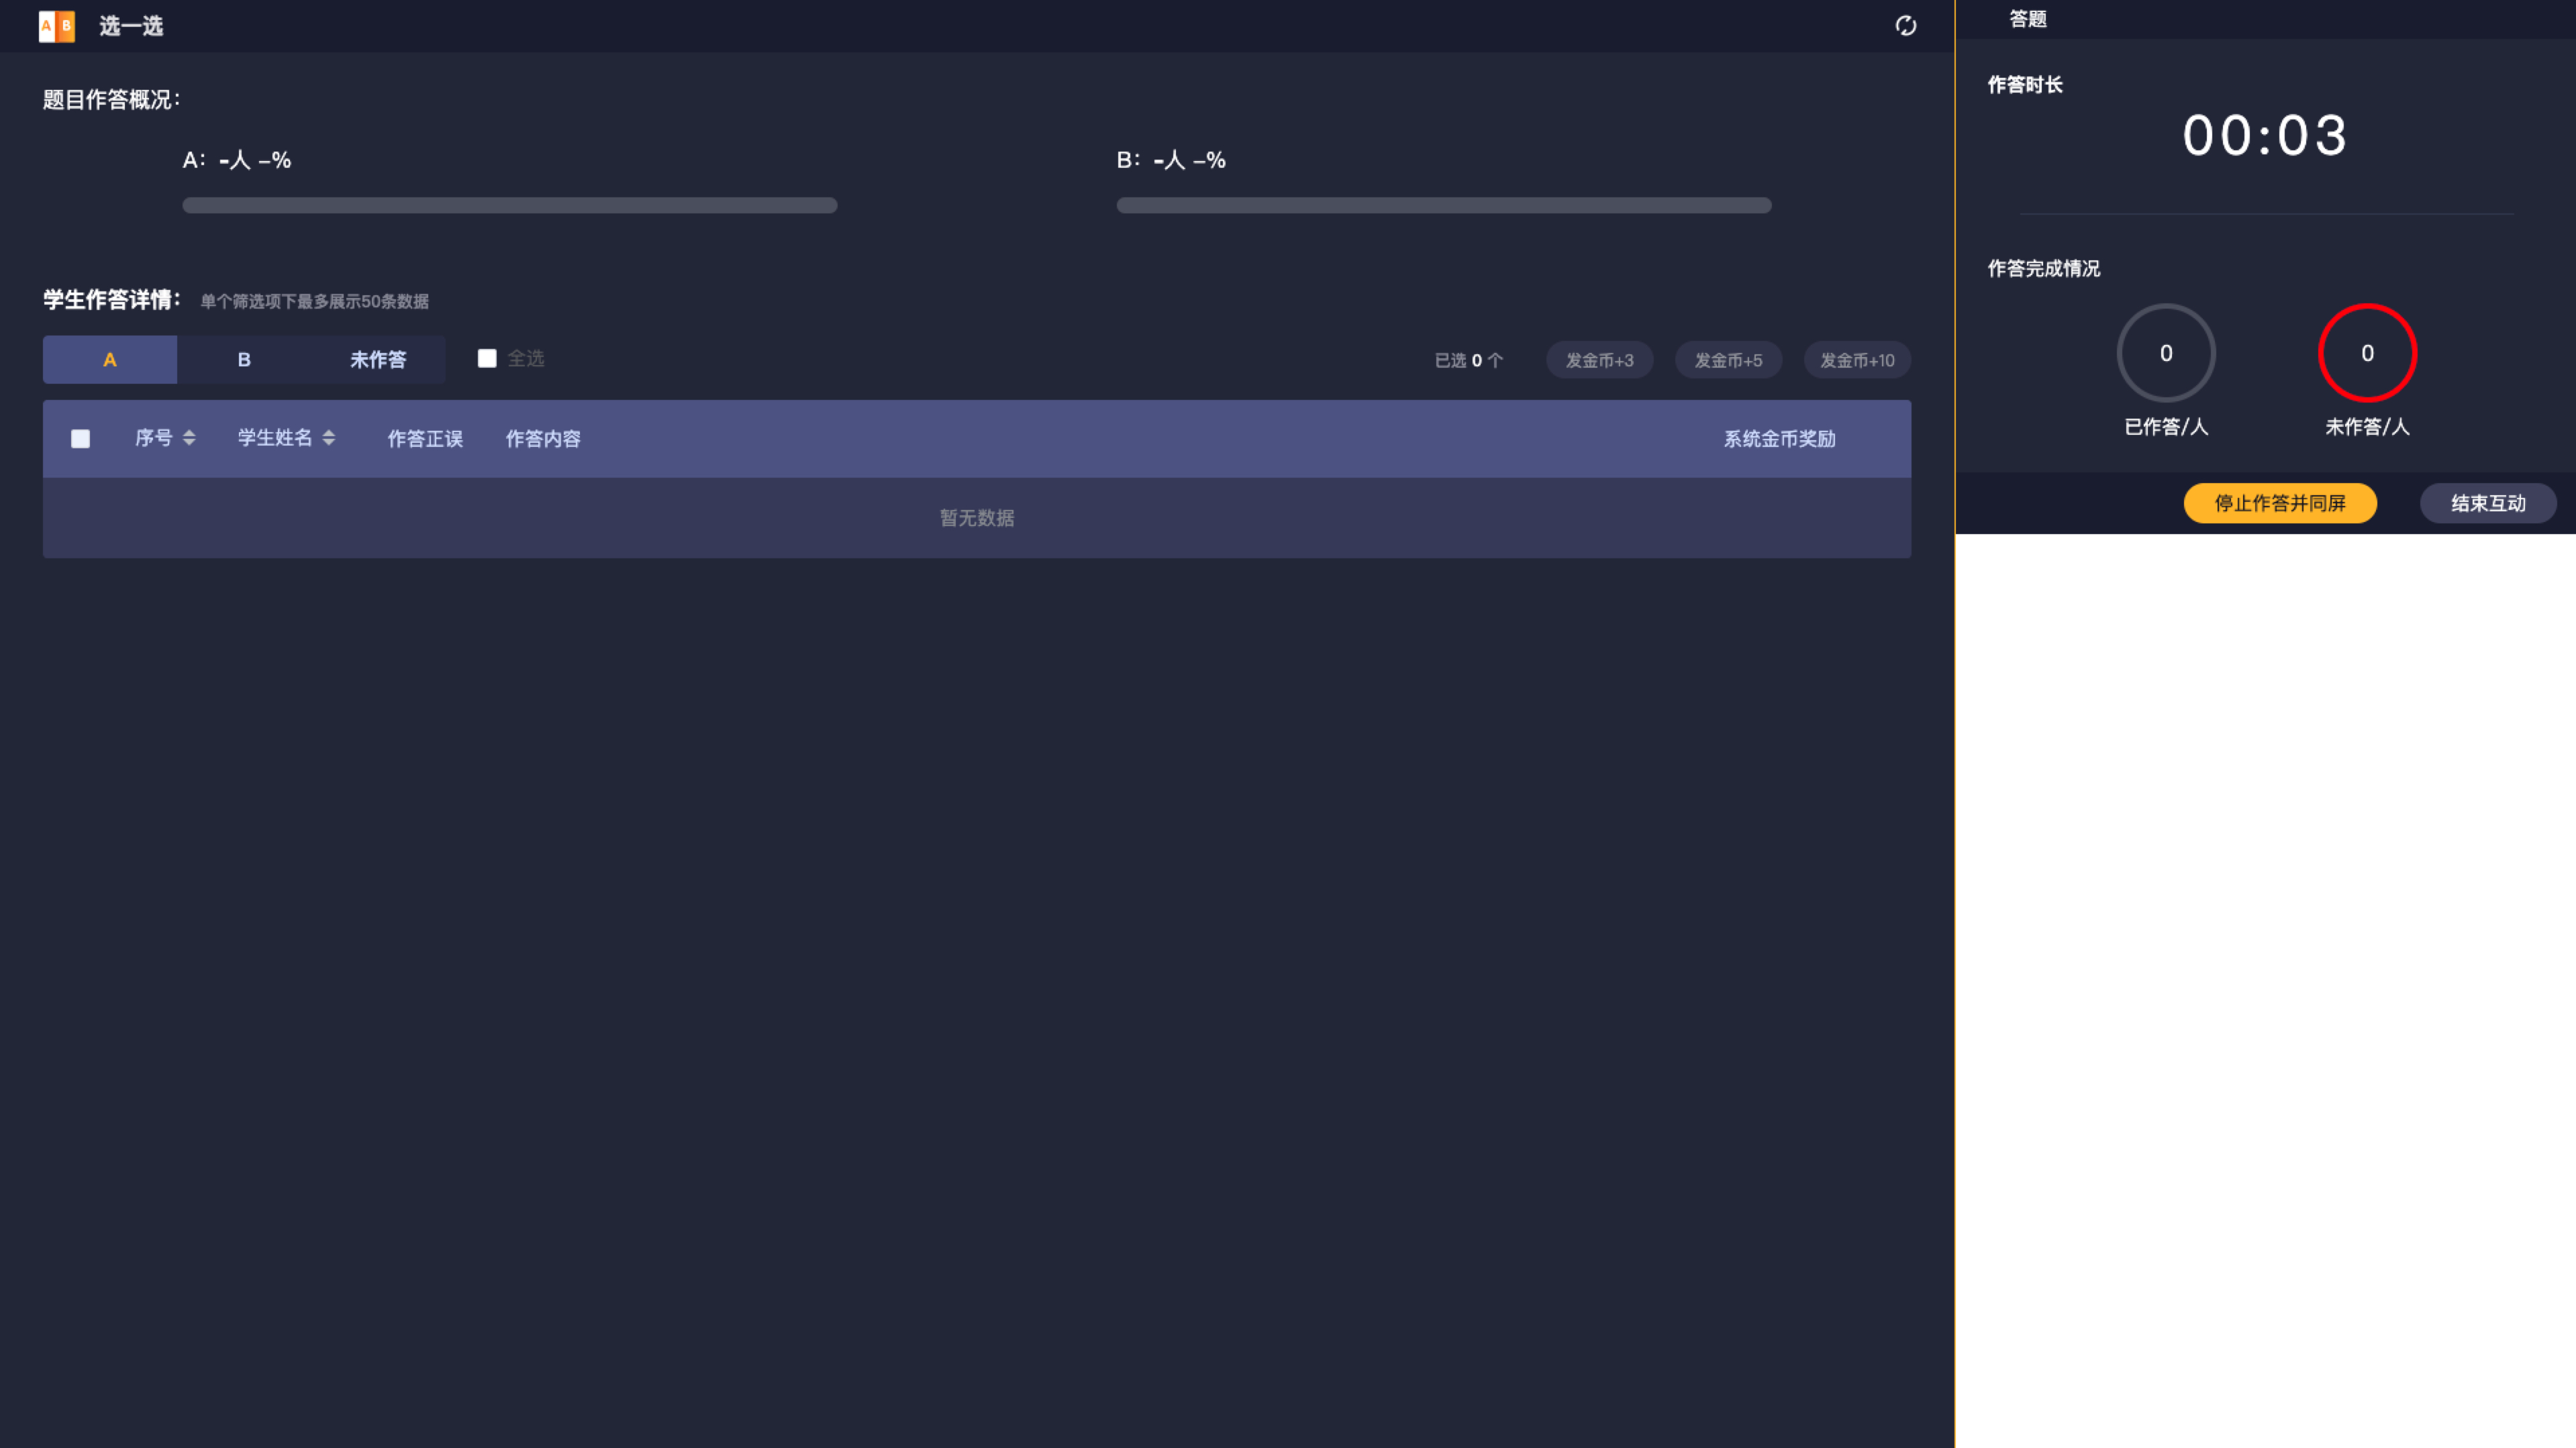 A B 选一选
题目作答概况：
A：-人 –%
B：-人 –%
学生作答详情： 单个筛选项下最多展示50条数据
A B 未作答 全选 已选 0 个 发金币+3 发金币+5 发金币+10
序号 学生姓名 作答正误 作答内容 系统金币奖励
暂无数据
答题
作答时长
00:03
作答完成情况
0 0
已作答/人 未作答/人
停止作答并同屏 结束互动